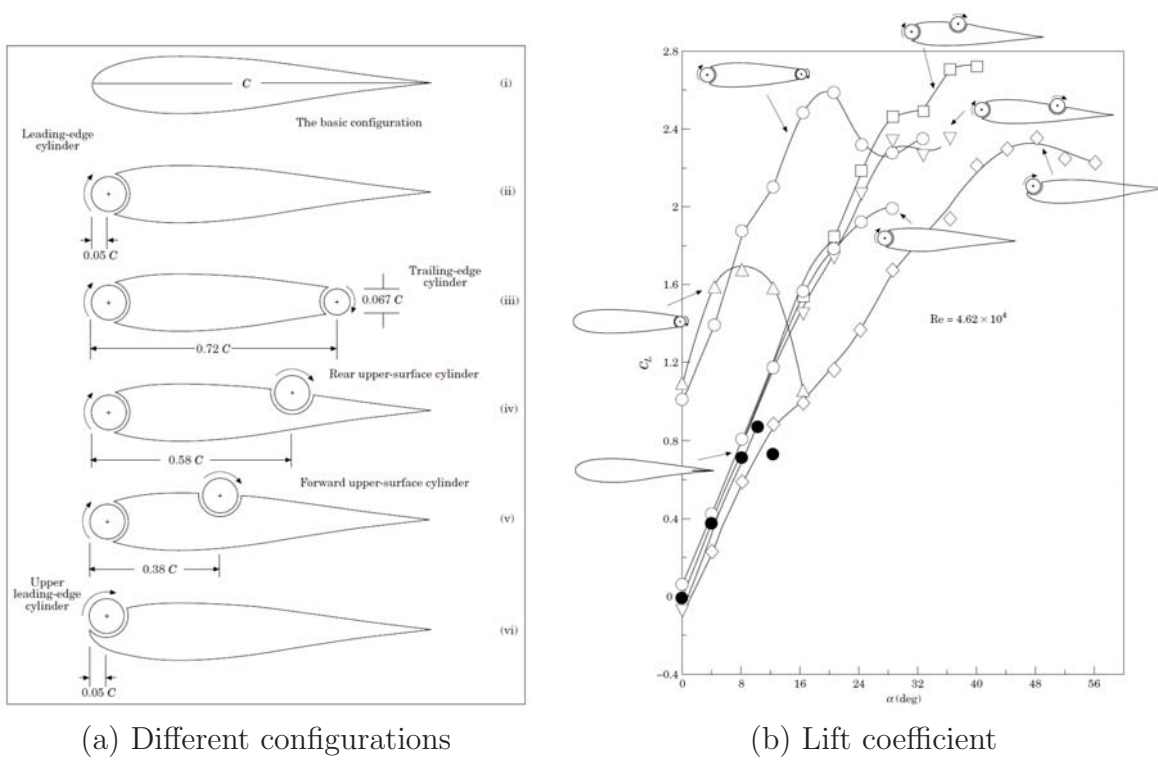 C
(i)
The basic configuration
Leading-edge
cylinder
(ii)
0.05 C
Trailing-edge
cylinder
0.067 C
(iii)
0.72 C
Rear upper-surface cylinder
(iv)
0.58 C
Forward upper-surface cylinder
(v)
0.38 C
Upper
leading-edge
cylinder
(vi)
0.05 C
(a) Different configurations
2.8
2.4
2
1.6
1.2
0.8
0.4
0
−0.4
C_L
Re = 4.62 × 10⁴
0 8 16 24 32 40 48 56
α (deg)
(b) Lift coefficient